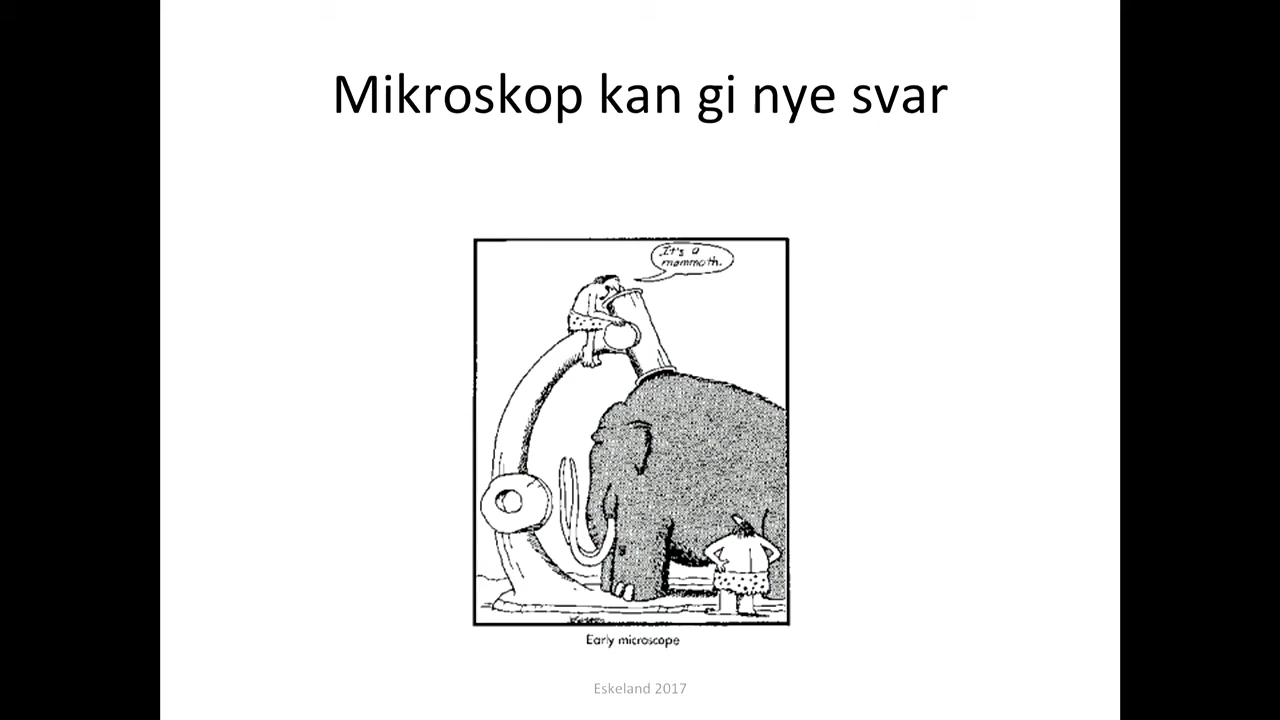 Mikroskop kan gi nye svar
It's a
mammoth.
Early microscope
Eskeland 2017